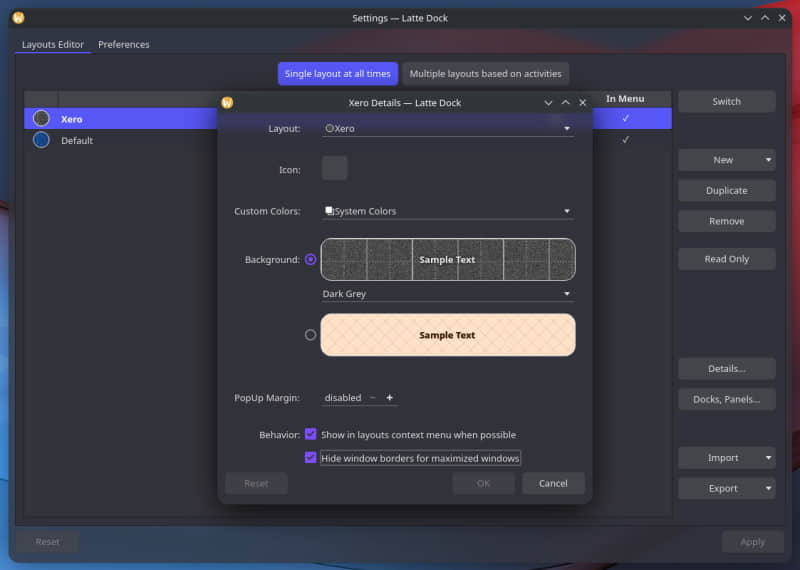 Settings — Latte Dock
Layouts Editor Preferences
Single layout at all times Multiple layouts based on activities
In Menu
Switch
Xero ✓
Default ✓
New
Duplicate
Remove
Read Only
Details...
Docks, Panels...
Import
Export
Reset Apply
Xero Details — Latte Dock
Layout: Xero
Icon:
Custom Colors: System Colors
Background: Sample Text
Dark Grey
Sample Text
PopUp Margin: disabled − +
Behavior: Show in layouts context menu when possible
Hide window borders for maximized windows
Reset OK Cancel